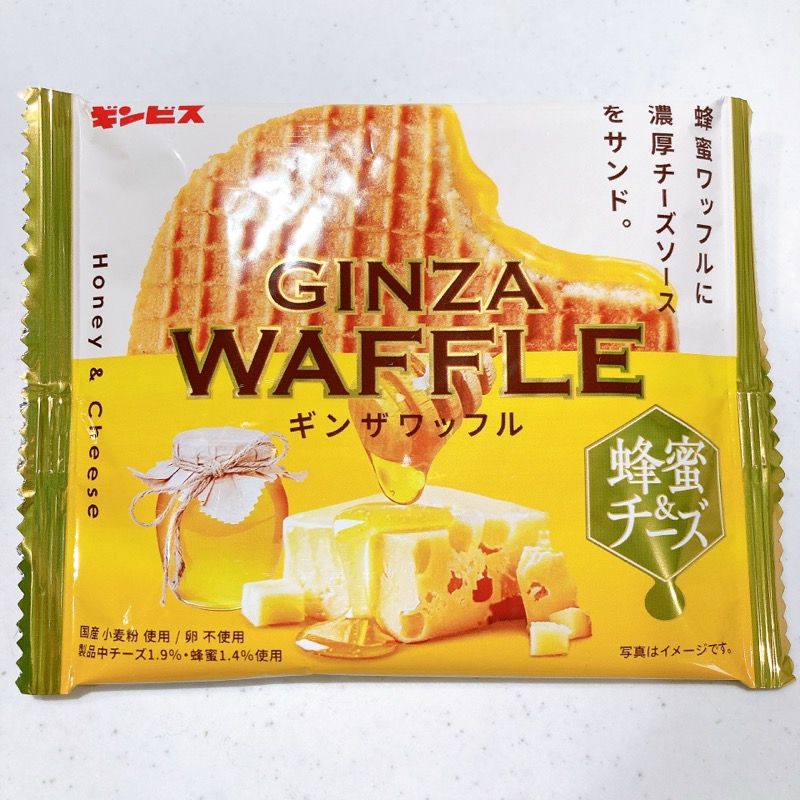 ギンビス
蜂蜜ワッフルに
濃厚チーズソース
をサンド。
Honey & Cheese
GINZA
WAFFLE
ギンザワッフル
蜂蜜
&
チーズ
国産 小麦粉 使用 / 卵 不使用
製品中チーズ1.9%・蜂蜜1.4%使用
写真はイメージです。